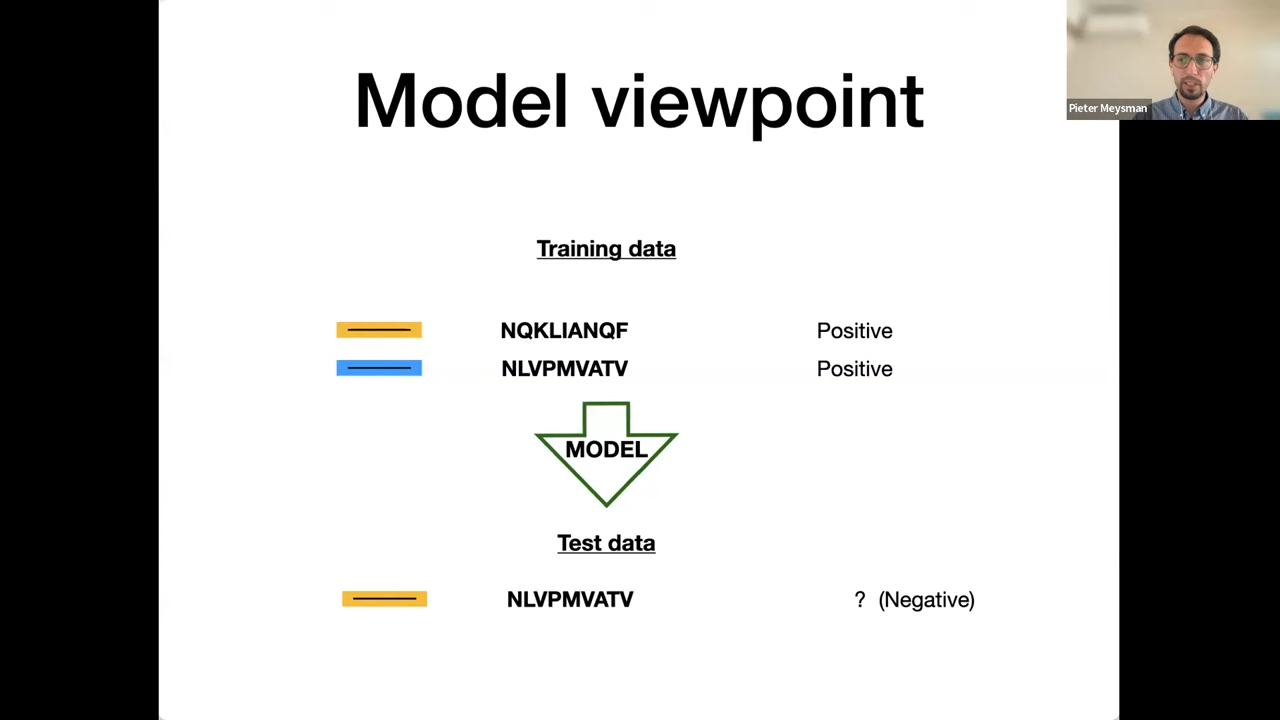 Model viewpoint
Pieter Meysman
Training data
NQKLIANQF Positive
NLVPMVATV Positive
MODEL
Test data
NLVPMVATV ? (Negative)